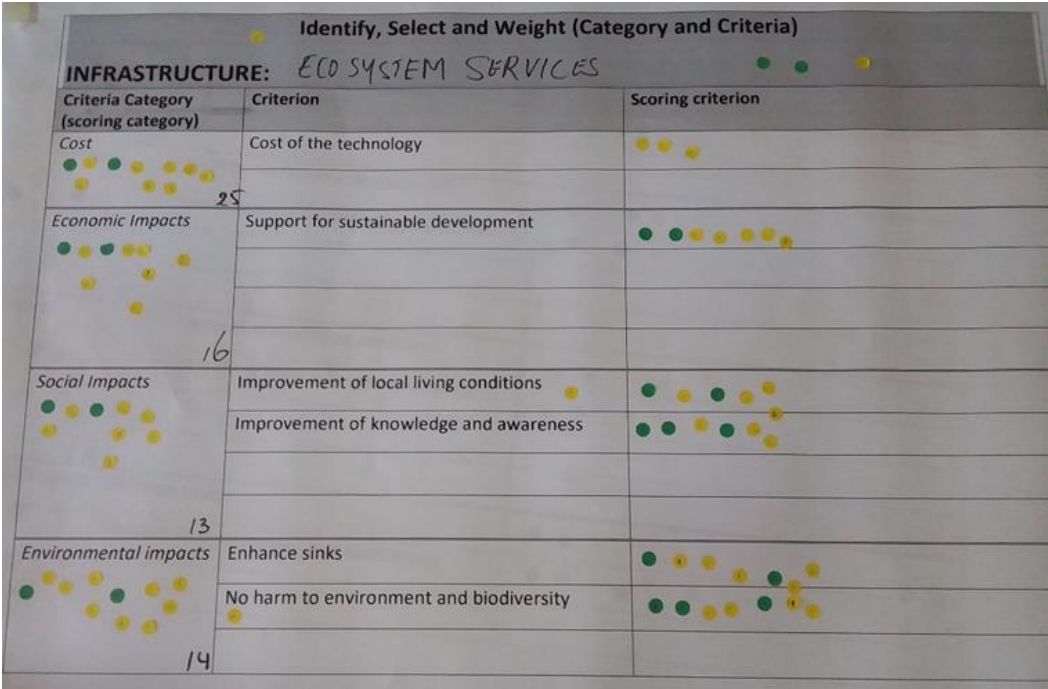 Identify, Select and Weight (Category and Criteria)
INFRASTRUCTURE: ECO SYSTEM SERVICES
Criteria Category Criterion Scoring criterion
(scoring category)
Cost Cost of the technology
25
Economic Impacts Support for sustainable development
16
Social Impacts Improvement of local living conditions
Improvement of knowledge and awareness
13
Environmental impacts Enhance sinks
No harm to environment and biodiversity
14